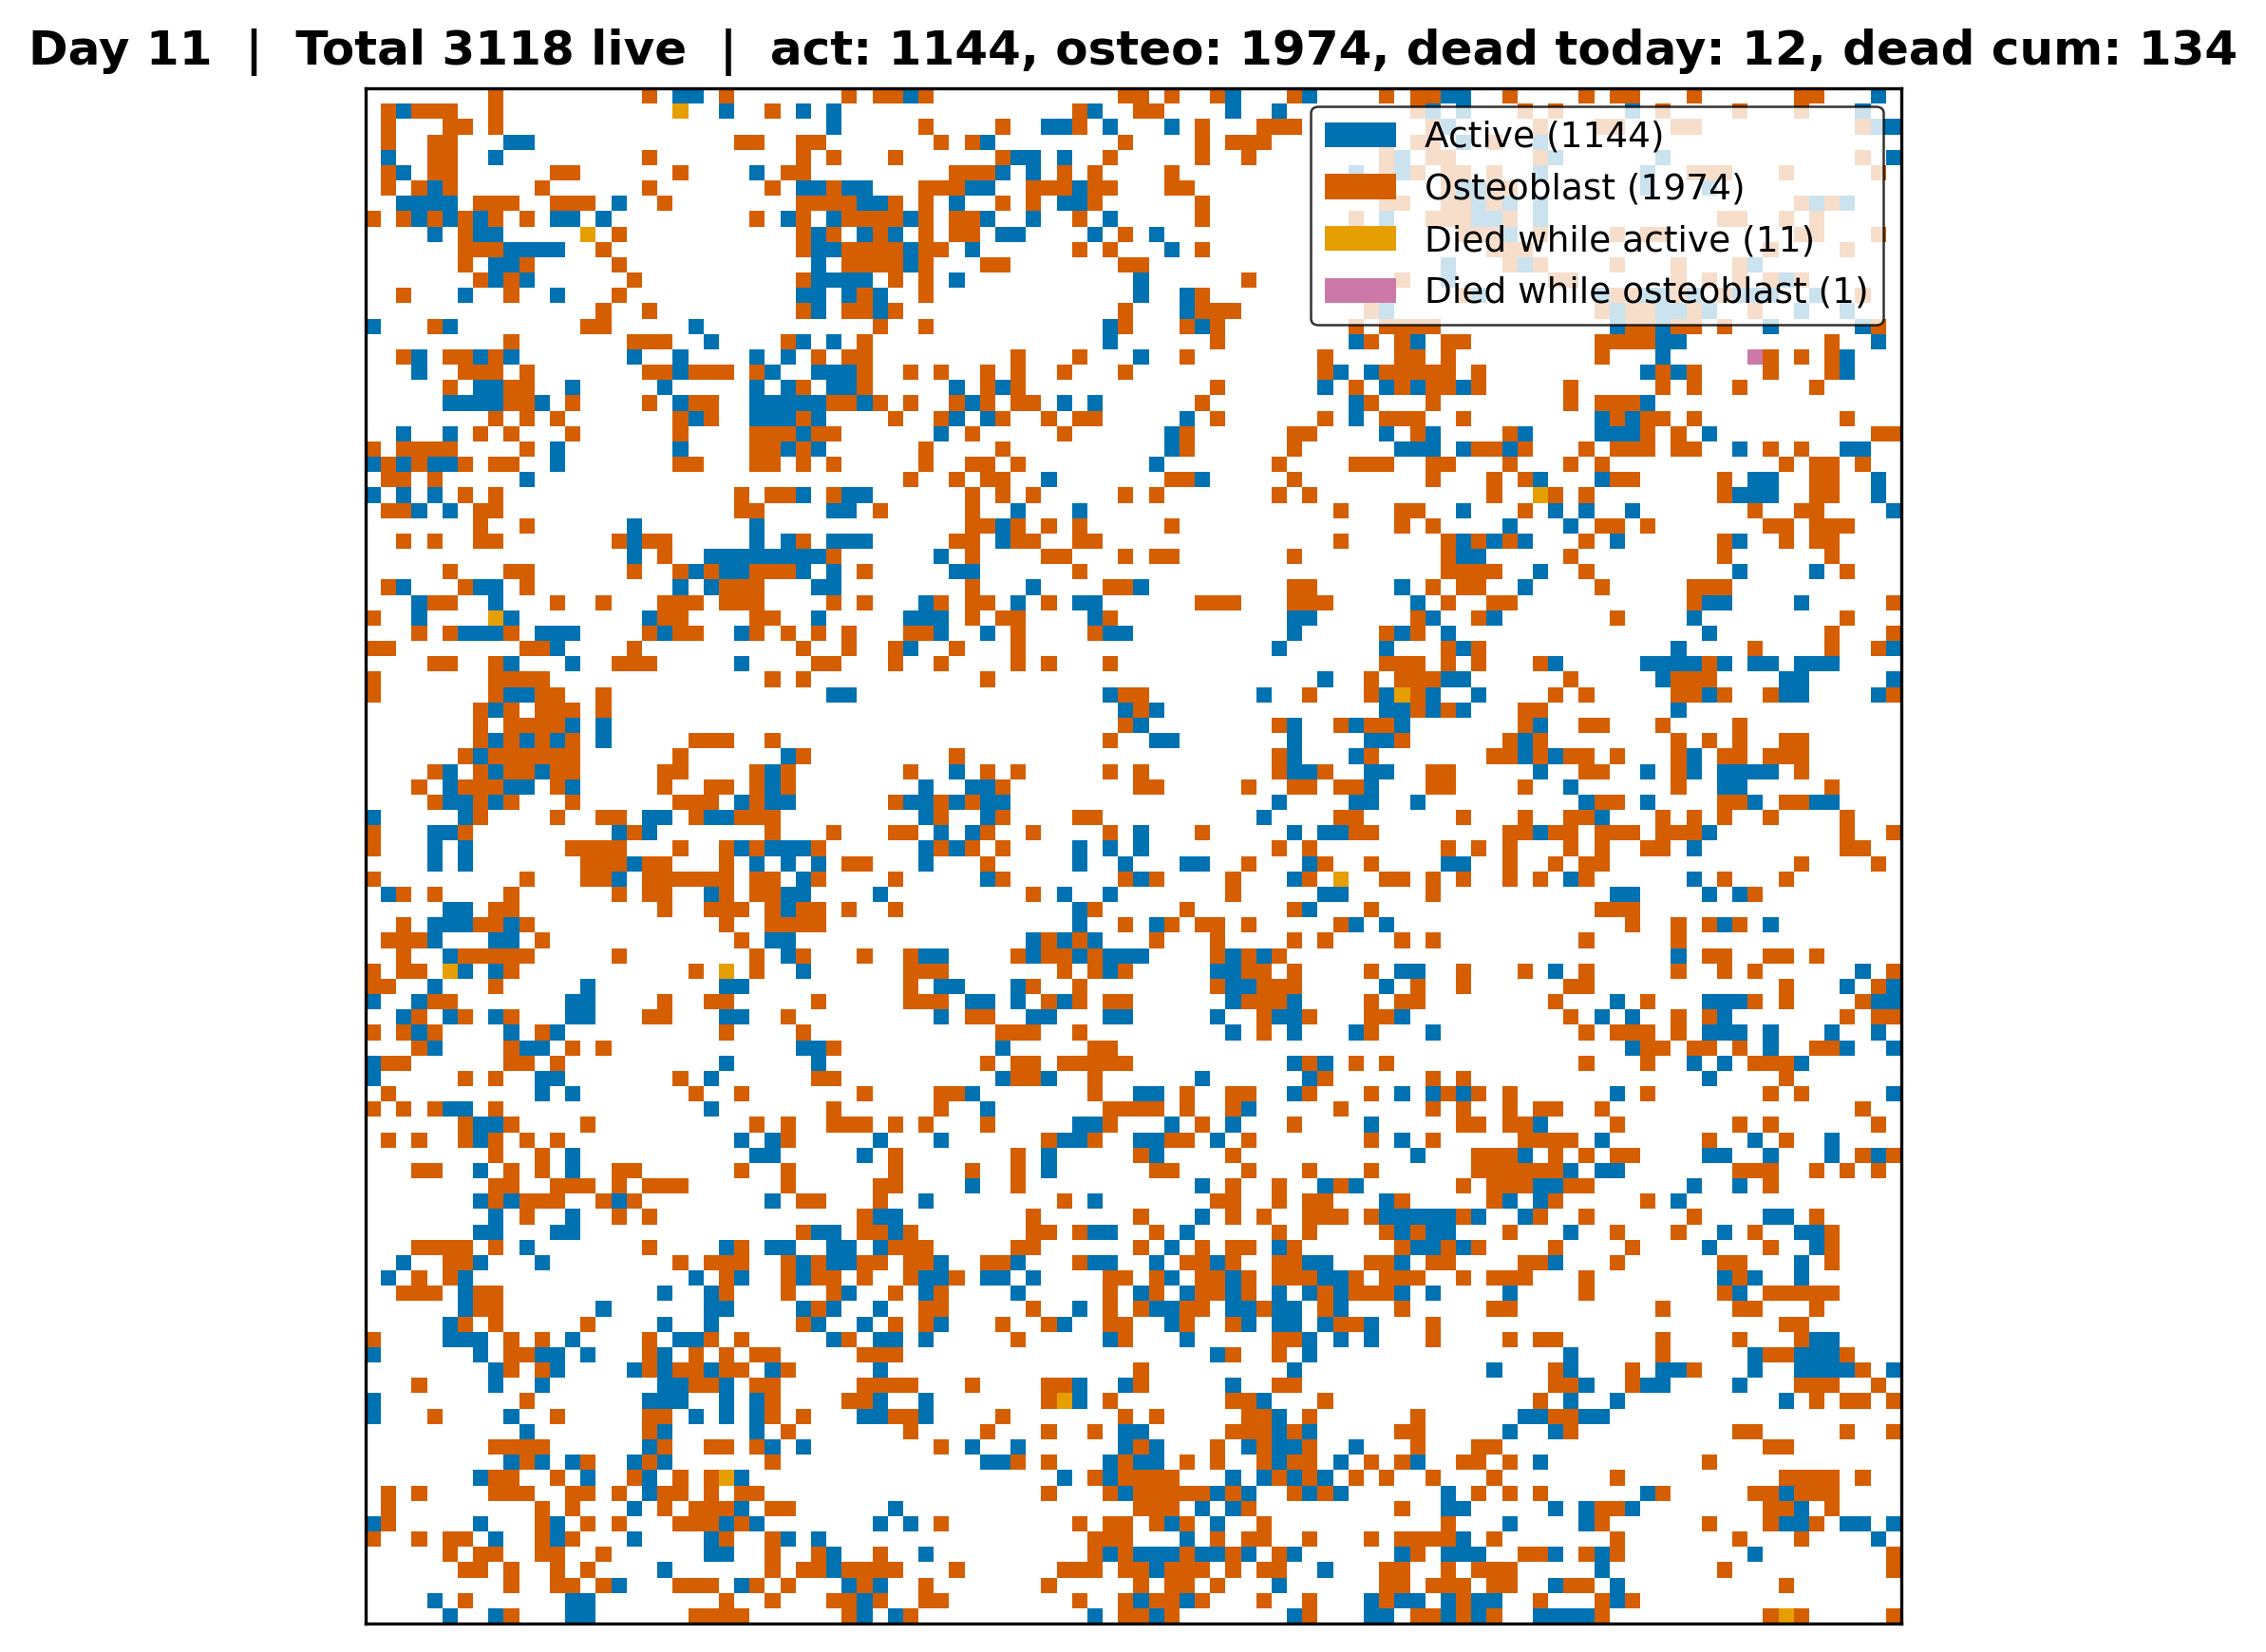 Day 11 | Total 3118 live | act: 1144, osteo: 1974, dead today: 12, dead cum: 134
Active (1144)
Osteoblast (1974)
Died while active (11)
Died while osteoblast (1)